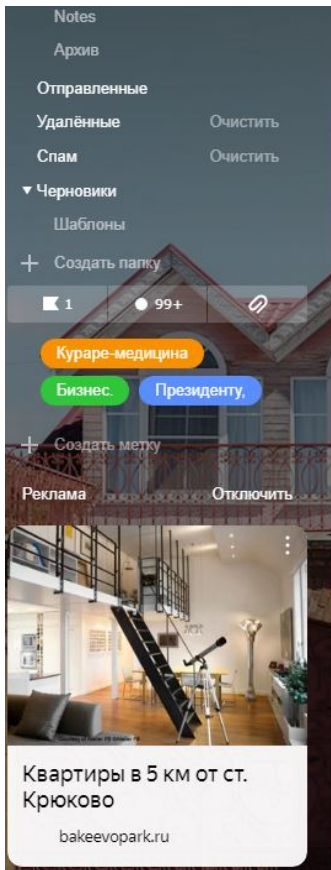 Notes
Архив
Отправленные
Удалённые Очистить
Спам Очистить
Черновики
Шаблоны
Создать папку
1 99+
Кураре-медицина
Бизнес. Президенту,
Создать метку
Реклама Отключить
Квартиры в 5 км от ст.
Крюково
bakeevopark.ru